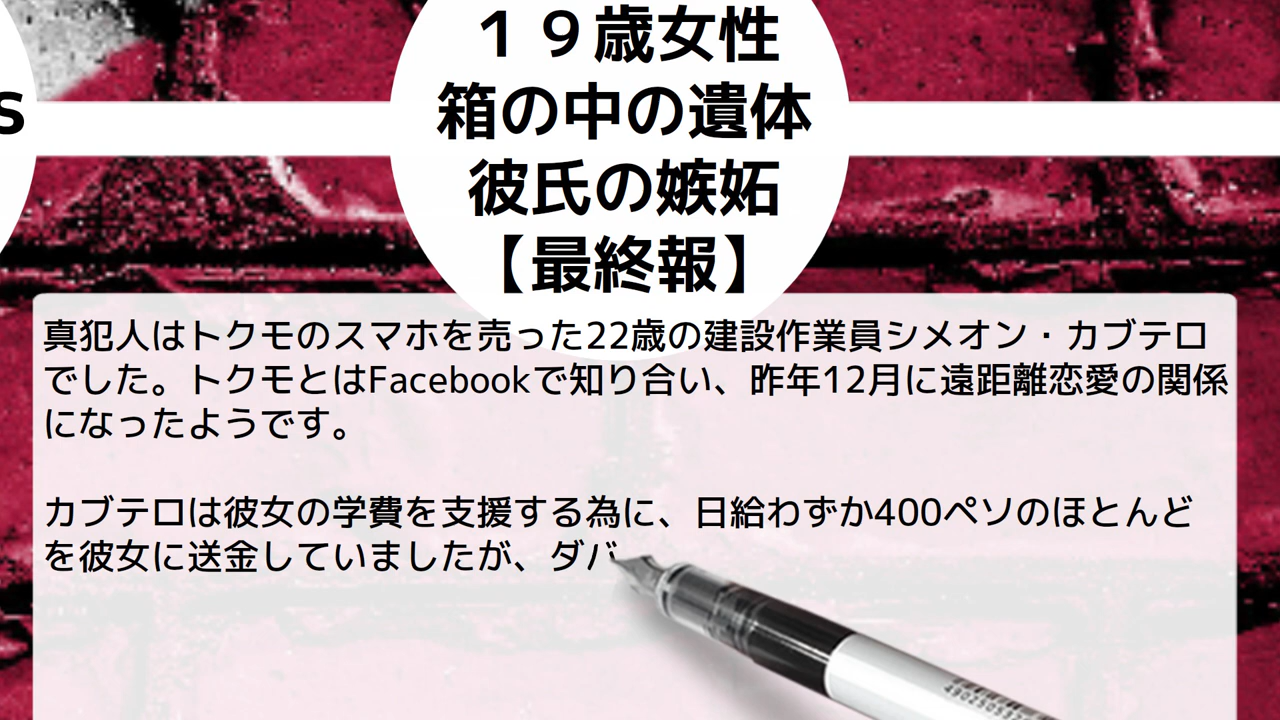 S
１９歳女性
箱の中の遺体
彼氏の嫉妬
【最終報】
真犯人はトクモのスマホを売った22歳の建設作業員シメオン・カブテロ
でした。トクモとはFacebookで知り合い、昨年12月に遠距離恋愛の関係
になったようです。
カブテロは彼女の学費を支援する為に、日給わずか400ペソのほとんど
を彼女に送金していましたが、ダバ